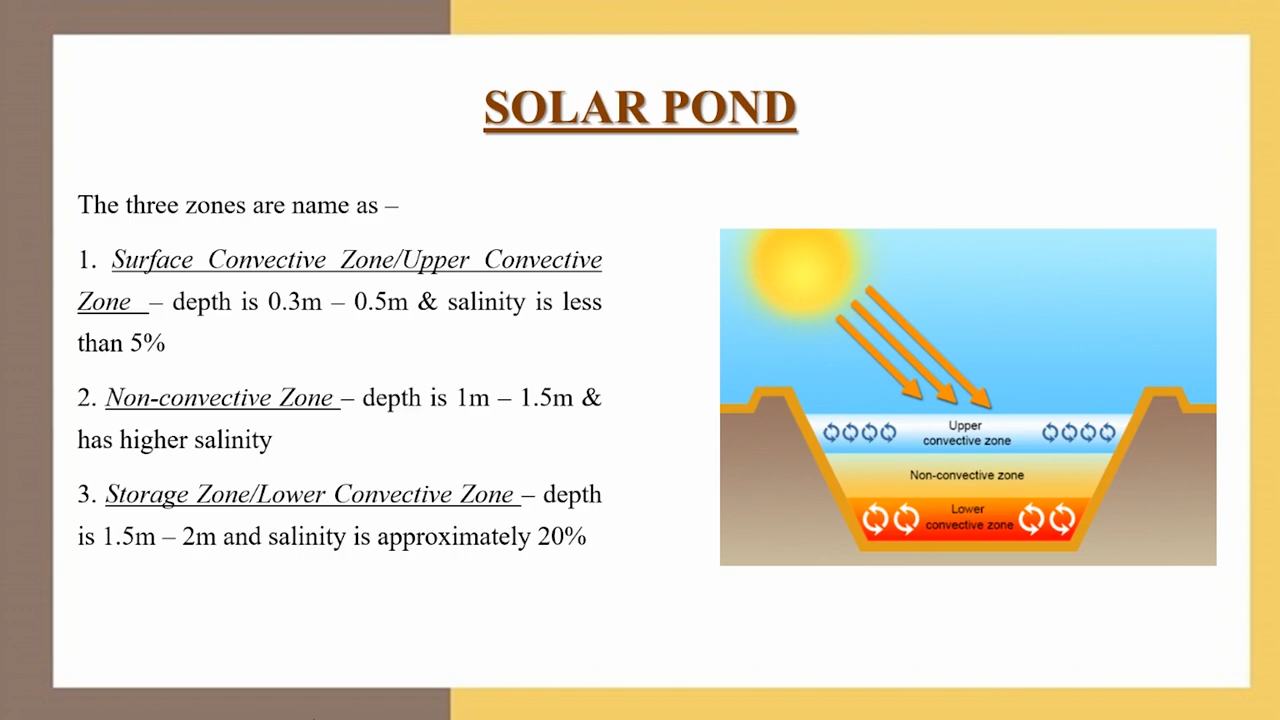 SOLAR POND
The three zones are name as –
1. Surface Convective Zone/Upper Convective
Zone – depth is 0.3m – 0.5m & salinity is less
than 5%
2. Non-convective Zone – depth is 1m – 1.5m &
has higher salinity
3. Storage Zone/Lower Convective Zone – depth
is 1.5m – 2m and salinity is approximately 20%
Upper
convective zone
Non-convective zone
Lower
convective zone